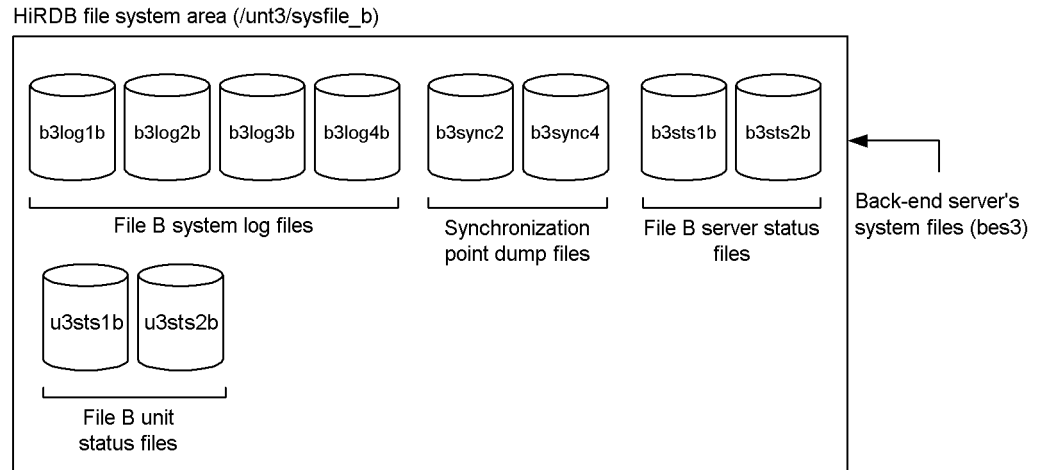 HiRDB file system area (/unt3/sysfile_b)
b3log1b b3log2b b3log3b b3log4b b3sync2 b3sync4 b3sts1b b3sts2b
File B system log files
Synchronization
point dump files
File B server status
files
Back-end server's
system files (bes3)
u3sts1b u3sts2b
File B unit
status files